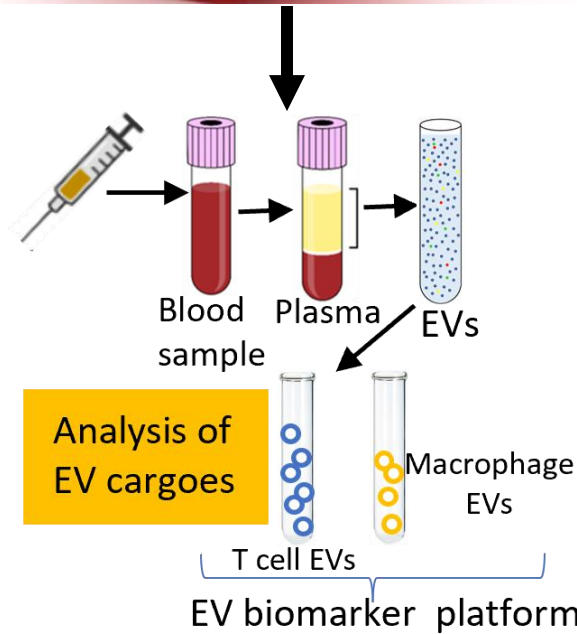 Blood
sample
Plasma
EVs
Analysis of
EV cargoes
Macrophage
EVs
T cell EVs
EV biomarker platform